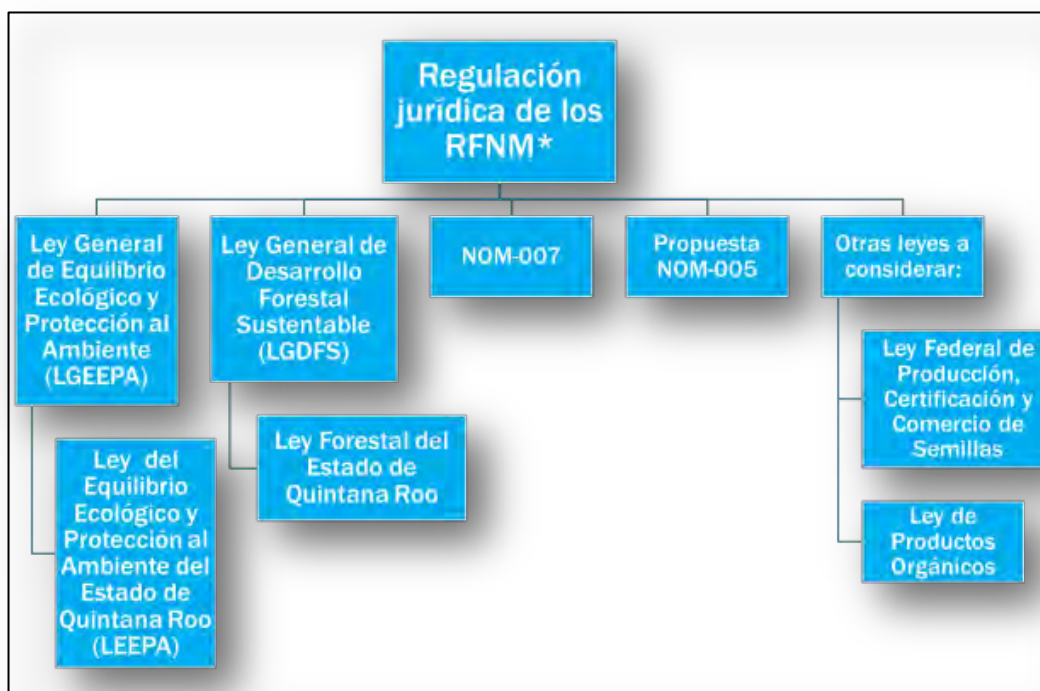 Regulación
jurídica de los
RFNM*
Ley General
de Equilibrio
Ecológico y
Protección al
Ambiente
(LGEEPA)
Ley del
Equilibrio
Ecológico y
Protección al
Ambiente del
Estado de
Quintana Roo
(LEEPA)
Ley General de
Desarrollo
Forestal
Sustentable
(LGDFS)
Ley Forestal del
Estado de
Quintana Roo
NOM-007
Propuesta
NOM-005
Otras leyes a
considerar:
Ley Federal de
Producción,
Certificación y
Comercio de
Semillas
Ley de
Productos
Orgánicos